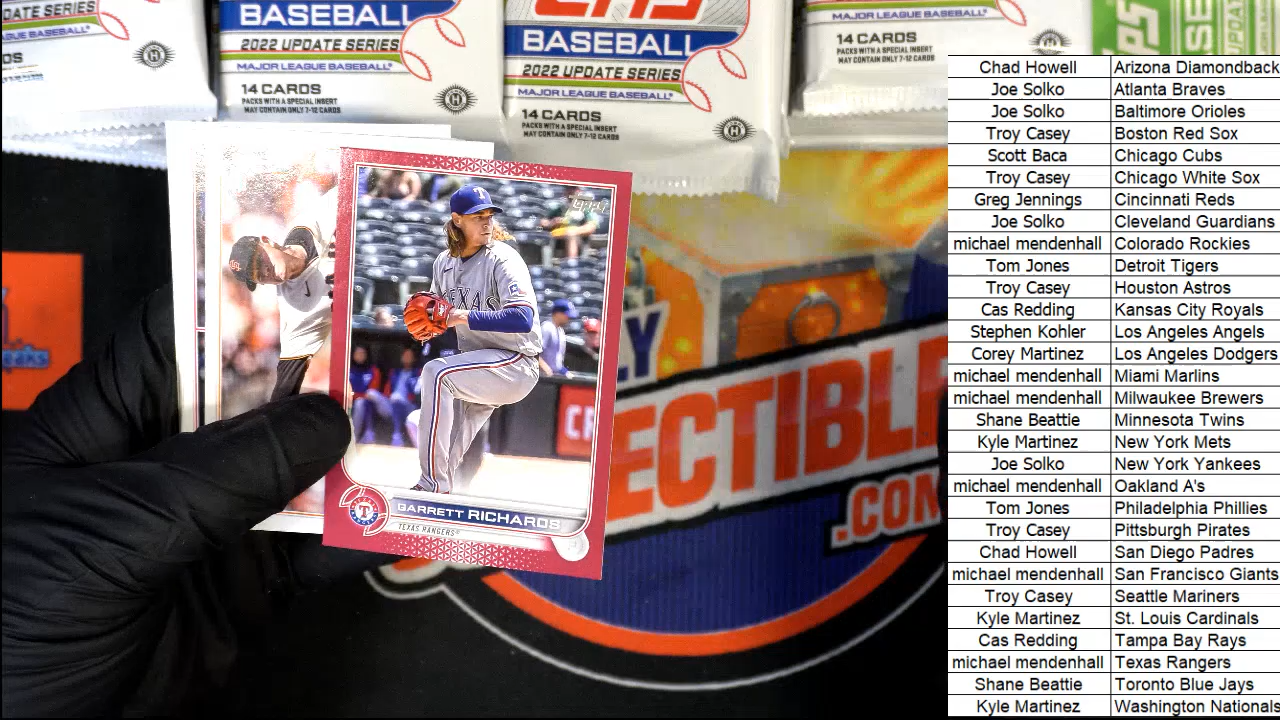 DATE SERIES
LEAGUE BASEBALL
BASEBALL
2022 UPDATE SERIES
MAJOR LEAGUE BASEBALL
14 CARDS
PACKS WITH A SPECIAL INSERT
MAY CONTAIN ONLY 7-12 CARDS
BASEBALL
2022 UPDATE SERIES
MAJOR LEAGUE BASEBALL
14 CARDS
PACKS WITH A SPECIAL INSERT
MAY CONTAIN ONLY 7-12 CARDS
MAJOR LEAGUE BASEBALL
14 CARDS
PACKS WITH A SPECIAL INSERT
MAY CONTAIN ONLY 7-12 CARDS
Topps
TEXAS
GARRETT RICHARDS
TEXAS RANGERS
ECTIBL
.COM
Chad Howell Arizona Diamondback
Joe Solko Atlanta Braves
Joe Solko Baltimore Orioles
Troy Casey Boston Red Sox
Scott Baca Chicago Cubs
Troy Casey Chicago White Sox
Greg Jennings Cincinnati Reds
Joe Solko Cleveland Guardians
michael mendenhall Colorado Rockies
Tom Jones Detroit Tigers
Troy Casey Houston Astros
Cas Redding Kansas City Royals
Stephen Kohler Los Angeles Angels
Corey Martinez Los Angeles Dodgers
michael mendenhall Miami Marlins
michael mendenhall Milwaukee Brewers
Shane Beattie Minnesota Twins
Kyle Martinez New York Mets
Joe Solko New York Yankees
michael mendenhall Oakland A's
Tom Jones Philadelphia Phillies
Troy Casey Pittsburgh Pirates
Chad Howell San Diego Padres
michael mendenhall San Francisco Giants
Troy Casey Seattle Mariners
Kyle Martinez St. Louis Cardinals
Cas Redding Tampa Bay Rays
michael mendenhall Texas Rangers
Shane Beattie Toronto Blue Jays
Kyle Martinez Washington Nationals